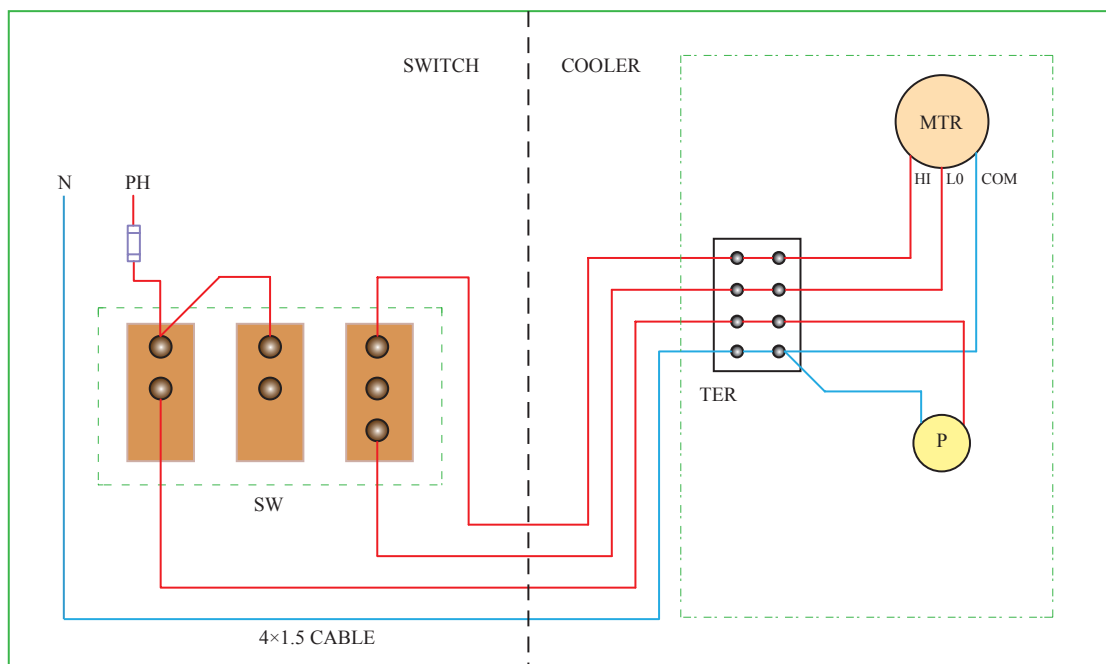 SWITCH
COOLER
MTR
HI
L0
COM
N
PH
TER
P
SW
4×1.5 CABLE